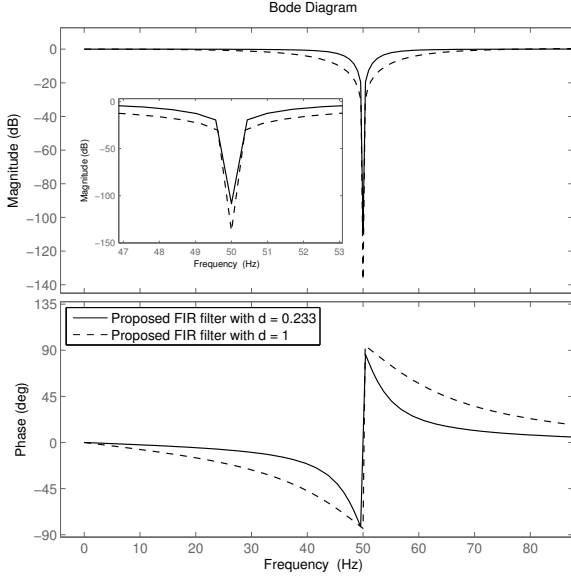 Bode Diagram
0
−20
−40
−60
−80
−100
−120
−140
Magnitude (dB)
0
−50
−100
−150
Magnitude (dB)
47 48 49 50 51 52 53
Frequency (Hz)
135
90
45
0
−45
−90
Phase (deg)
Proposed FIR filter with d = 0.233
Proposed FIR filter with d = 1
0 10 20 30 40 50 60 70 80
Frequency (Hz)